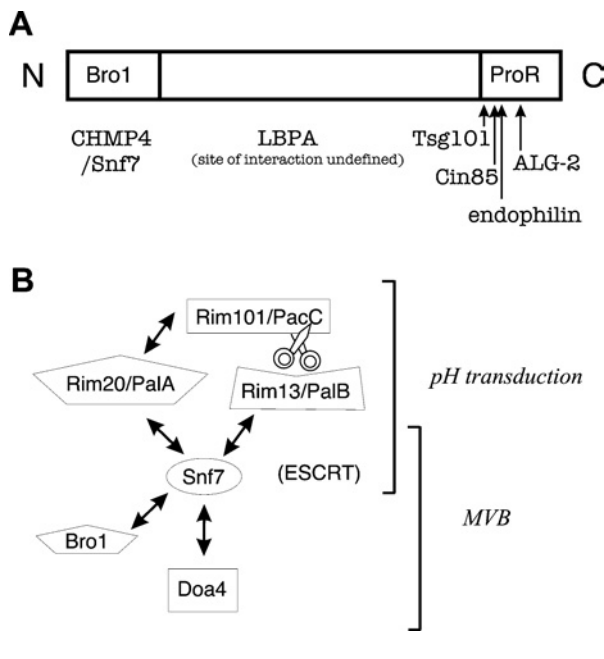 A
N Bro1 ProR C
CHMP4 LBPA Tsg101
/Snf7 (site of interaction undefined) ALG-2
Cin85
endophilin
B
Rim101/PacC
Rim20/PalA Rim13/PalB pH transduction
Snf7 (ESCRT)
MVB
Bro1
Doa4